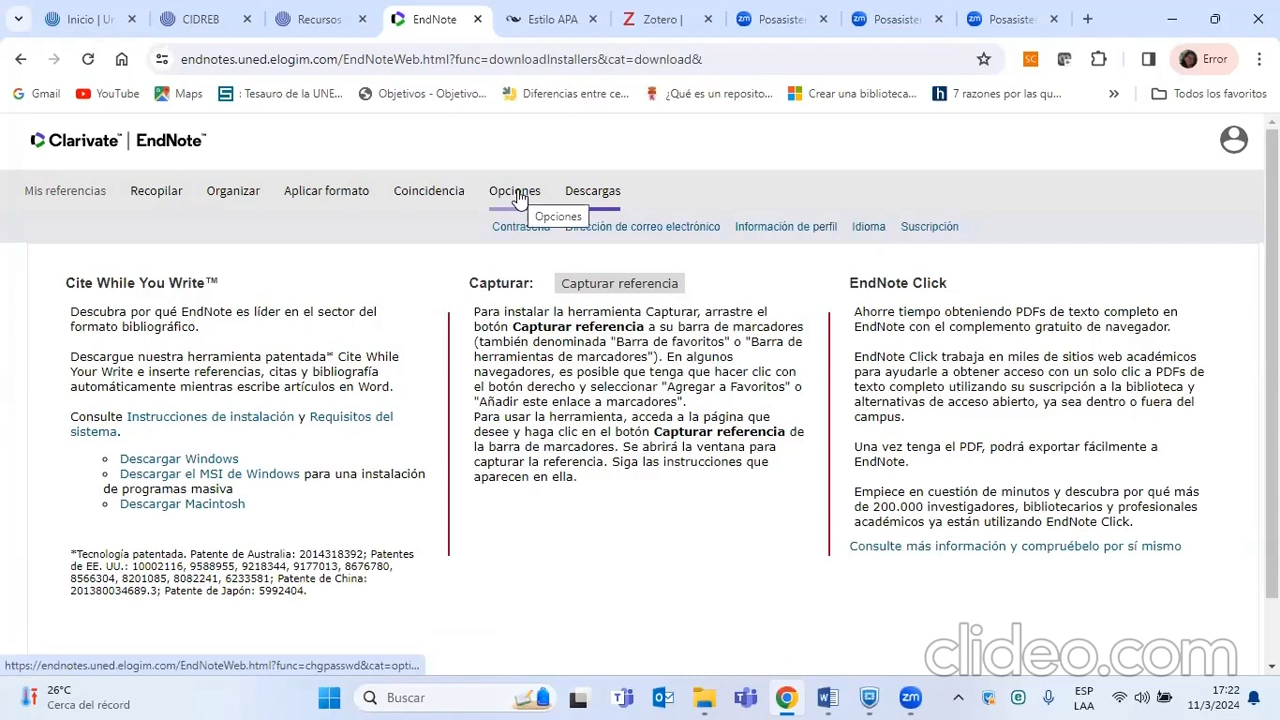 Inicio | Un
CIDREB
Recursos
EndNote
Estilo APA
Zotero |
Posasiste
Posasiste
Posasiste
endnotes.uned.elogim.com/EndNoteWeb.html?func=downloadInstallers&cat=download&
SC
Error
Gmail
YouTube
Maps
: Tesauro de la UNE...
Objetivos - Objetivo...
Diferencias entre ce...
¿Qué es un reposito...
Crear una biblioteca...
7 razones por las qu...
Todos los favoritos
Clarivate™ | EndNote™
Mis referencias
Recopilar
Organizar
Aplicar formato
Coincidencia
Opciones
Descargas
Opciones
Contraseña
Dirección de correo electrónico
Información de perfil
Idioma
Suscripción
Cite While You Write™
Descubra por qué EndNote es líder en el sector del
formato bibliográfico.
Descargue nuestra herramienta patentada* Cite While
Your Write e inserte referencias, citas y bibliografía
automáticamente mientras escribe artículos en Word.
Consulte Instrucciones de instalación y Requisitos del
sistema.
Descargar Windows
Descargar el MSI de Windows para una instalación
de programas masiva
Descargar Macintosh
*Tecnología patentada. Patente de Australia: 2014318392; Patentes
de EE. UU.: 10002116, 9588955, 9218344, 9177013, 8676780,
8566304, 8201085, 8082241, 6233581; Patente de China:
201380034689.3; Patente de Japón: 5992404.
Capturar: Capturar referencia
Para instalar la herramienta Capturar, arrastre el
botón Capturar referencia a su barra de marcadores
(también denominada "Barra de favoritos" o "Barra de
herramientas de marcadores"). En algunos
navegadores, es posible que tenga que hacer clic con
el botón derecho y seleccionar "Agregar a Favoritos" o
"Añadir este enlace a marcadores".
Para usar la herramienta, acceda a la página que
desee y haga clic en el botón Capturar referencia de
la barra de marcadores. Se abrirá la ventana para
capturar la referencia. Siga las instrucciones que
aparecen en ella.
EndNote Click
Ahorre tiempo obteniendo PDFs de texto completo en
EndNote con el complemento gratuito de navegador.
EndNote Click trabaja en miles de sitios web académicos
para ayudarle a obtener acceso con un solo clic a PDFs de
texto completo utilizando su suscripción a la biblioteca y
alternativas de acceso abierto, ya sea dentro o fuera del
campus.
Una vez tenga el PDF, podrá exportar fácilmente a
EndNote.
Empiece en cuestión de minutos y descubra por qué más
de 200.000 investigadores, bibliotecarios y profesionales
académicos ya están utilizando EndNote Click.
Consulte más información y compruébelo por sí mismo
clideo.com
https://endnotes.uned.elogim.com/EndNoteWeb.html?func=chgpasswd&cat=opti...
26°C
Cerca del récord
Buscar
ESP
LAA
17:22
11/3/2024